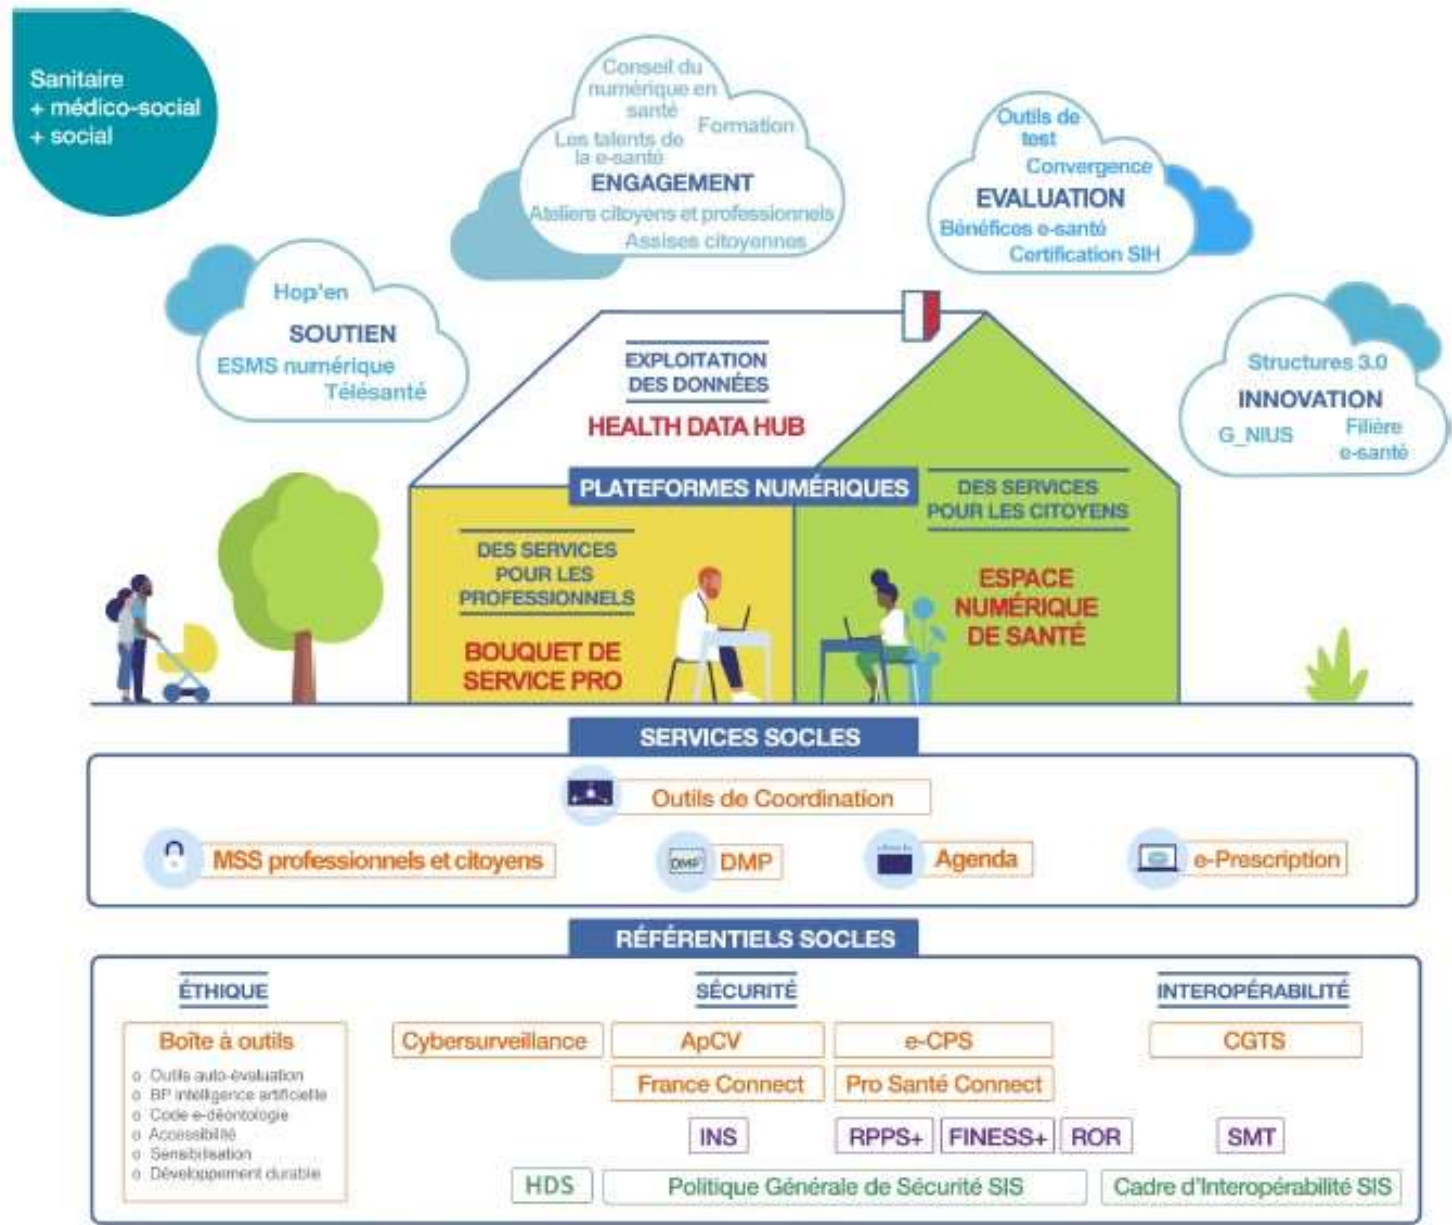 Sanitaire
+ médico-social
+ social
Conseil du
numérique en
santé
Formation
Les talents de
la e-santé
ENGAGEMENT
Ateliers citoyens et professionnels
Assises citoyennes
Outils de
test
Convergence
EVALUATION
Bénéfices e-santé
Certification SIH
Hop'en
SOUTIEN
ESMS numérique
Télésanté
Structures 3.0
INNOVATION
G_NIUS
Filière
e-santé
EXPLOITATION
DES DONNÉES
HEALTH DATA HUB
PLATEFORMES NUMÉRIQUES
DES SERVICES
POUR LES
PROFESSIONNELS
BOUQUET DE
SERVICE PRO
DES SERVICES
POUR LES CITOYENS
ESPACE
NUMÉRIQUE
DE SANTÉ
SERVICES SOCLES
Outils de Coordination
MSS professionnels et citoyens
DMP DMP
Agenda
e-Prescription
RÉFÉRENTIELS SOCLES
ÉTHIQUE
Boîte à outils
o Outils auto-évaluation
o BP intelligence artificielle
o Code e-déontologie
o Accessibilité
o Sensibilisation
o Développement durable
SÉCURITÉ
Cybersurveillance
ApCV
e-CPS
France Connect
Pro Santé Connect
INS
RPPS+
FINESS+
ROR
HDS
Politique Générale de Sécurité SIS
INTEROPÉRABILITÉ
CGTS
SMT
Cadre d'Interopérabilité SIS